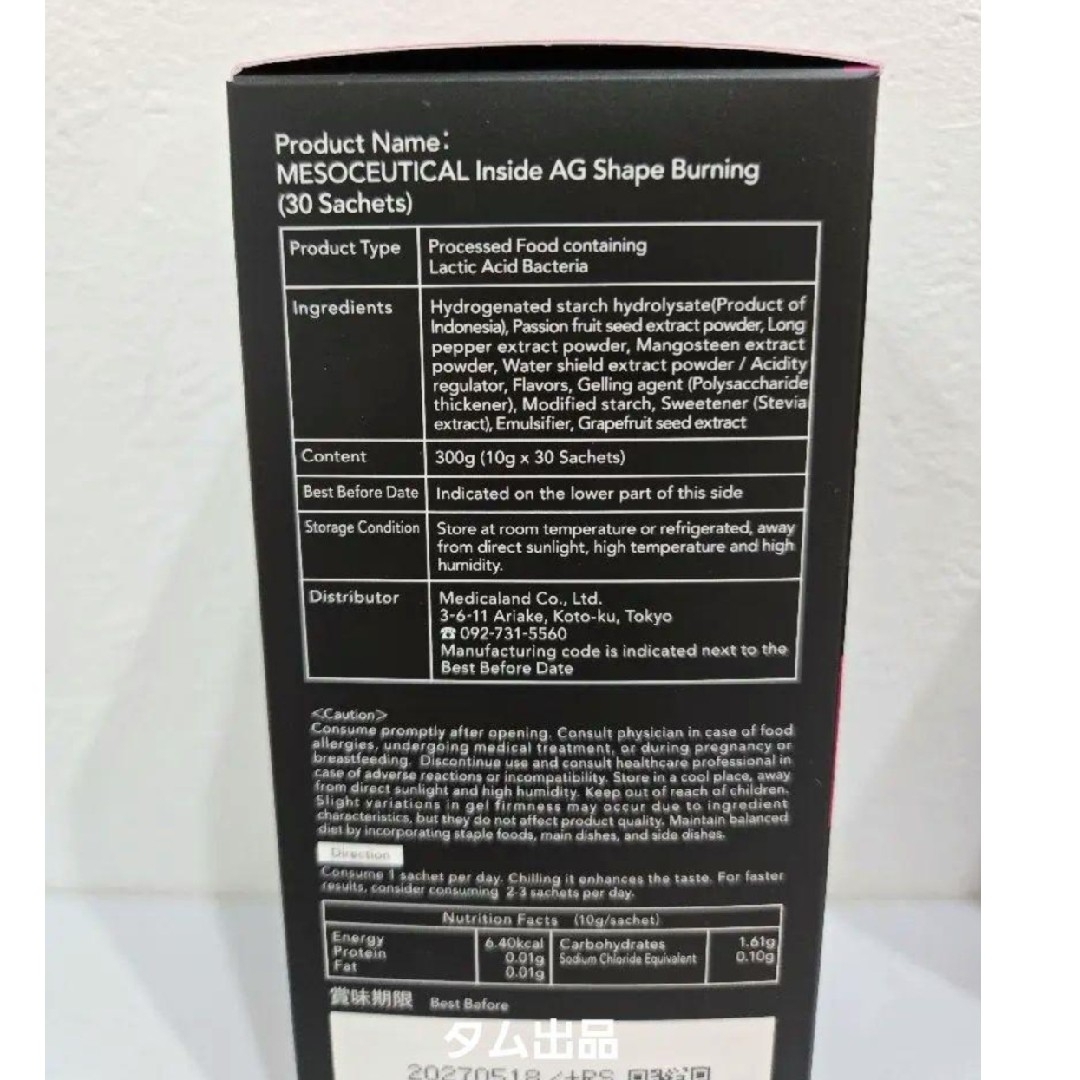 Product Name:
MESOCEUTICAL Inside AG Shape Burning
(30 Sachets)
Product Type
Processed Food containing
Lactic Acid Bacteria
Ingredients
Hydrogenated starch hydrolysate(Product of
Indonesia), Passion fruit seed extract powder, Long
pepper extract powder, Mangosteen extract
powder, Water shield extract powder / Acidity
regulator, Flavors, Gelling agent (Polysaccharide
thickener), Modified starch, Sweetener (Stevia
extract), Emulsifier, Grapefruit seed extract
Content
300g (10g x 30 Sachets)
Best Before Date
Indicated on the lower part of this side
Storage Condition
Store at room temperature or refrigerated, away
from direct sunlight, high temperature and high
humidity.
Distributor
Medicaland Co., Ltd.
3-6-11 Ariake, Koto-ku, Tokyo
☎ 092-731-5560
Manufacturing code is indicated next to the
Best Before Date
<Caution>
Consume promptly after opening. Consult physician in case of food
allergies, undergoing medical treatment, or during pregnancy or
breastfeeding. Discontinue use and consult healthcare professional in
case of adverse reactions or incompatibility. Store in a cool place, away
from direct sunlight and high humidity. Keep out of reach of children.
Slight variations in gel firmness may occur due to ingredient
characteristics, but they do not affect product quality. Maintain balanced
diet by incorporating staple foods, main dishes, and side dishes.
Direction
Consume 1 sachet per day. Chilling it enhances the taste. For faster
results, consider consuming 2-3 sachets per day.
Nutrition Facts (10g/sachet)
Energy 6.40kcal Carbohydrates 1.61g
Protein 0.01g Sodium Chloride Equivalent 0.10g
Fat 0.01g
賞味期限 Best Before
タム出品
20270518